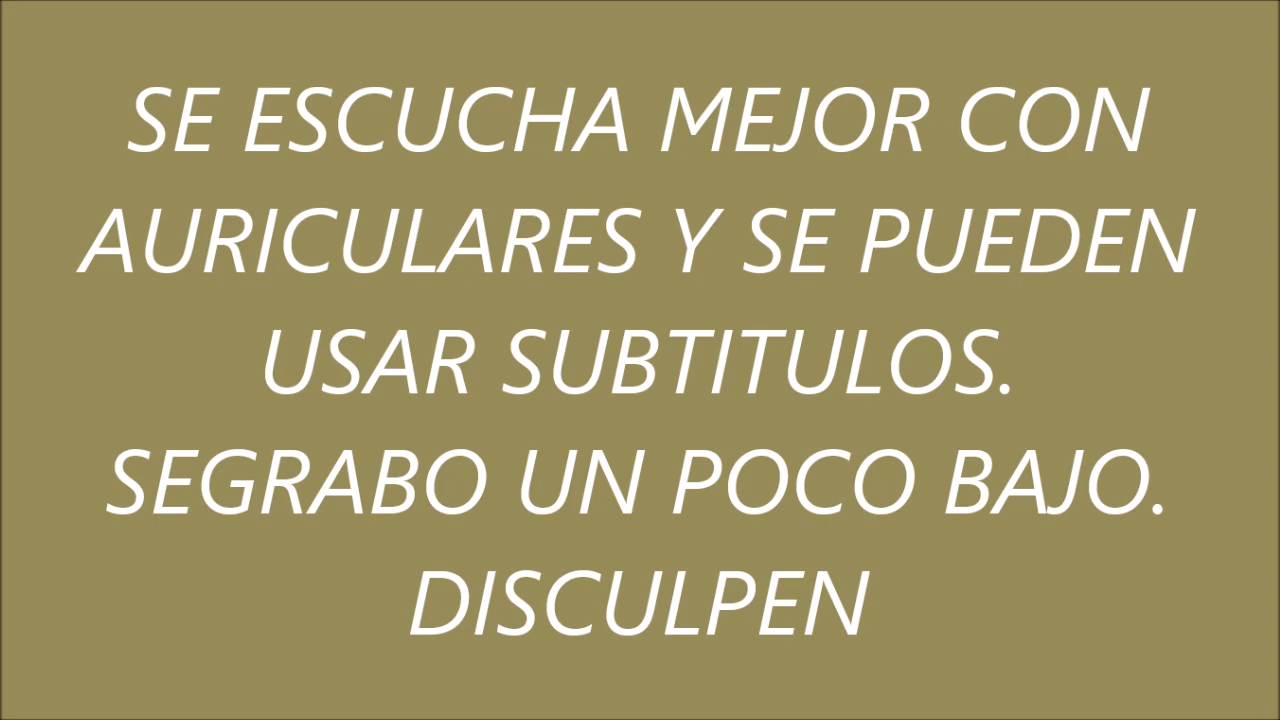 SE ESCUCHA MEJOR CON
AURICULARES Y SE PUEDEN
USAR SUBTITULOS.
SEGRABO UN POCO BAJO.
DISCULPEN